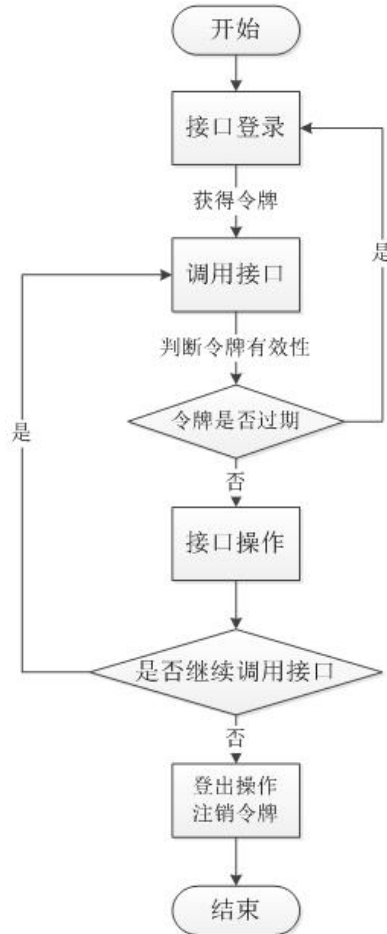 开始
接口登录
获得令牌
调用接口
是
判断令牌有效性
令牌是否过期
是
否
接口操作
是否继续调用接口
否
登出操作
注销令牌
结束